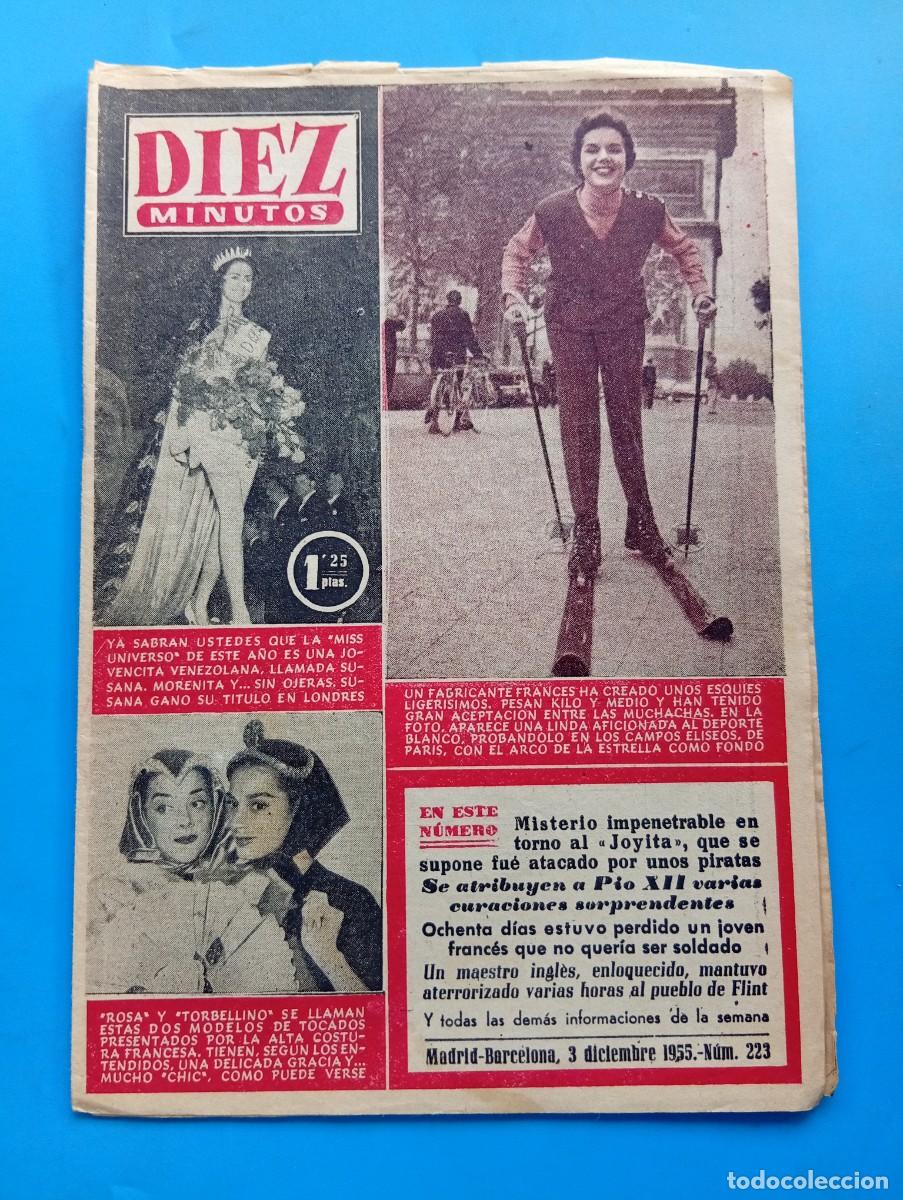 DIEZ
MINUTOS
1'25
ptas.
YA SABRAN USTEDES QUE LA "MISS
UNIVERSO" DE ESTE AÑO ES UNA JO-
VENCITA VENEZOLANA, LLAMADA SU-
SANA. MORENITA Y... SIN OJERAS, SU-
SANA GANO SU TITULO EN LONDRES
UN FABRICANTE FRANCES HA CREADO UNOS ESQUIES
LIGERISIMOS. PESAN KILO Y MEDIO Y HAN TENIDO
GRAN ACEPTACION ENTRE LAS MUCHACHAS. EN LA
FOTO, APARECE UNA LINDA AFICIONADA AL DEPORTE
BLANCO, PROBANDOLO EN LOS CAMPOS ELISEOS, DE
PARIS, CON EL ARCO DE LA ESTRELLA COMO FONDO
"ROSA" Y "TORBELLINO" SE LLAMAN
ESTAS DOS MODELOS DE TOCADOS
PRESENTADOS POR LA ALTA COSTU-
RA FRANCESA. TIENEN, SEGUN LOS EN-
TENDIDOS, UNA DELICADA GRACIA Y...
MUCHO "CHIC", COMO PUEDE VERSE
EN ESTE
NÚMERO
Misterio impenetrable en
torno al «Joyita», que se
supone fué atacado por unos piratas
Se atribuyen a Pio XII varias
curaciones sorprendentes
Ochenta días estuvo perdido un joven
francés que no quería ser soldado
Un maestro inglès, enloquecido, mantuvo
aterrorizado varias horas al pueblo de Flint
Y todas las demás informaciones de la semana
Madrid-Barcelona, 3 diciembre 1955.-Núm. 223
todocoleccion